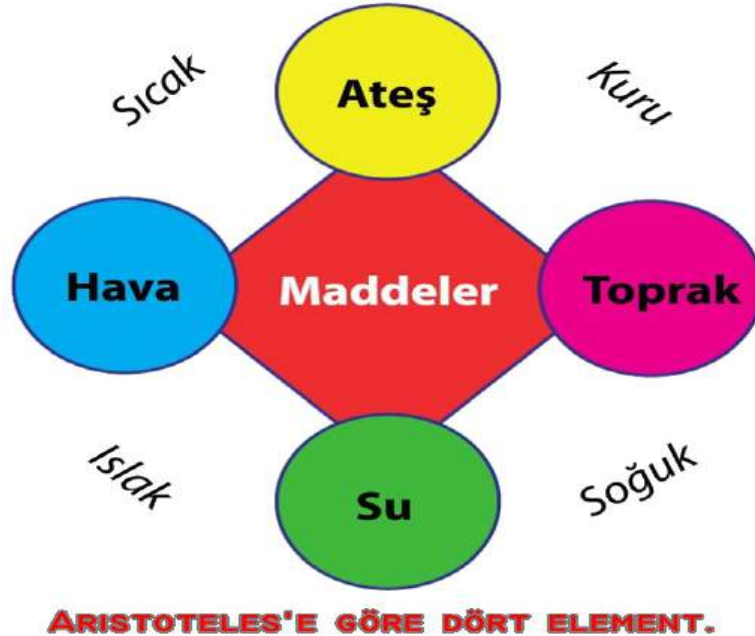 Sıcak
Ateş
Kuru
Hava
Maddeler
Toprak
Islak
Su
Soğuk
ARISTOTELES'E GÖRE DÖRT ELEMENT.